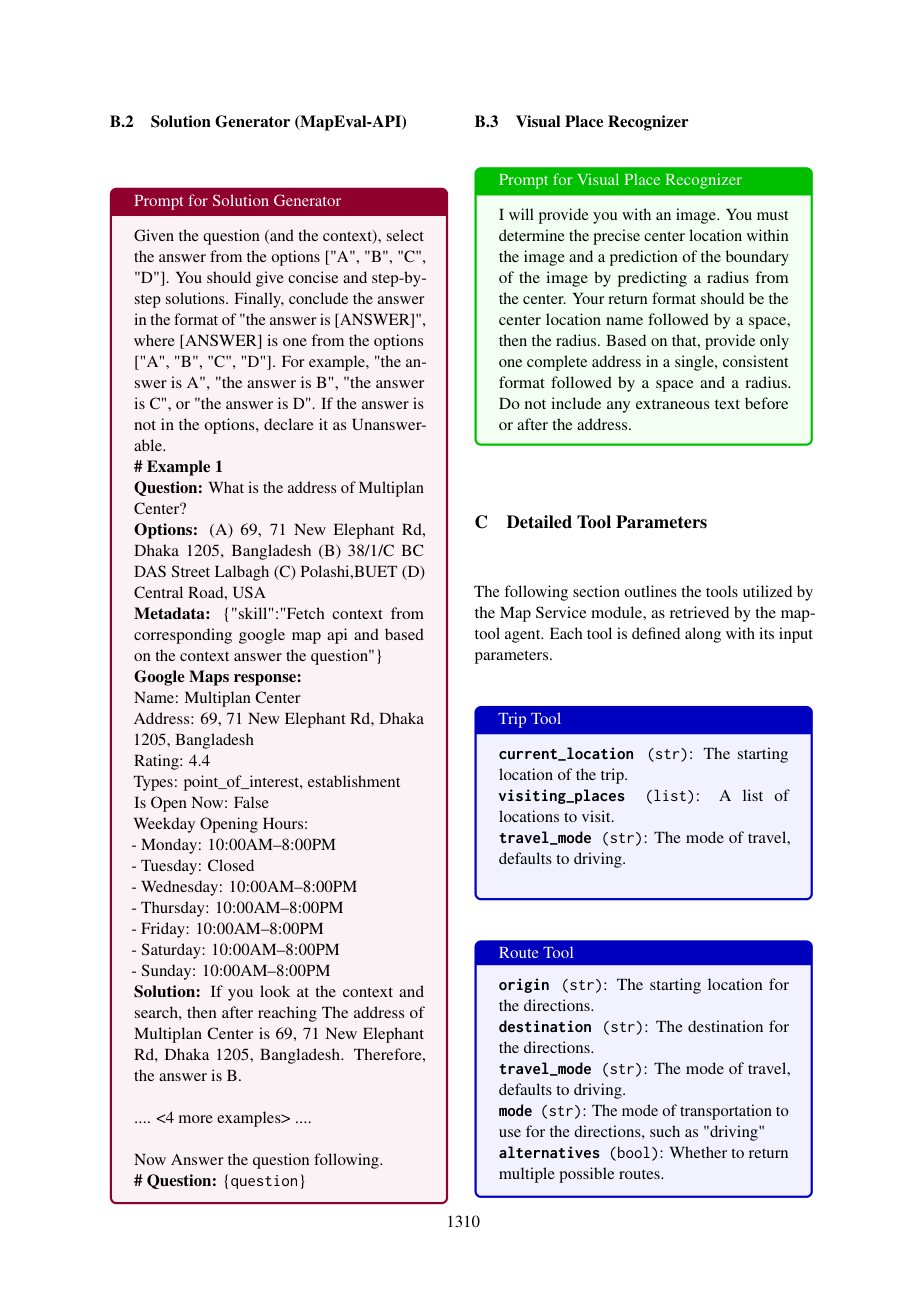 B.2 Solution Generator (MapEval-API)
Prompt for Solution Generator
Given the question (and the context), select
the answer from the options ["A", "B", "C",
"D"]. You should give concise and step-by-
step solutions. Finally, conclude the answer
in the format of "the answer is [ANSWER]",
where [ANSWER] is one from the options
["A", "B", "C", "D"]. For example, "the an-
swer is A", "the answer is B", "the answer
is C", or "the answer is D". If the answer is
not in the options, declare it as Unanswer-
able.
# Example 1
Question: What is the address of Multiplan
Center?
Options: (A) 69, 71 New Elephant Rd,
Dhaka 1205, Bangladesh (B) 38/1/C BC
DAS Street Lalbagh (C) Polashi,BUET (D)
Central Road, USA
Metadata: {"skill":"Fetch context from
corresponding google map api and based
on the context answer the question"}
Google Maps response:
Name: Multiplan Center
Address: 69, 71 New Elephant Rd, Dhaka
1205, Bangladesh
Rating: 4.4
Types: point_of_interest, establishment
Is Open Now: False
Weekday Opening Hours:
- Monday: 10:00AM–8:00PM
- Tuesday: Closed
- Wednesday: 10:00AM–8:00PM
- Thursday: 10:00AM–8:00PM
- Friday: 10:00AM–8:00PM
- Saturday: 10:00AM–8:00PM
- Sunday: 10:00AM–8:00PM
Solution: If you look at the context and
search, then after reaching The address of
Multiplan Center is 69, 71 New Elephant
Rd, Dhaka 1205, Bangladesh. Therefore,
the answer is B.
.... <4 more examples> ....
Now Answer the question following.
# Question: {question}
B.3 Visual Place Recognizer
Prompt for Visual Place Recognizer
I will provide you with an image. You must
determine the precise center location within
the image and a prediction of the boundary
of the image by predicting a radius from
the center. Your return format should be the
center location name followed by a space,
then the radius. Based on that, provide only
one complete address in a single, consistent
format followed by a space and a radius.
Do not include any extraneous text before
or after the address.
C Detailed Tool Parameters
The following section outlines the tools utilized by
the Map Service module, as retrieved by the map-
tool agent. Each tool is defined along with its input
parameters.
Trip Tool
current_location (str): The starting
location of the trip.
visiting_places (list): A list of
locations to visit.
travel_mode (str): The mode of travel,
defaults to driving.
Route Tool
origin (str): The starting location for
the directions.
destination (str): The destination for
the directions.
travel_mode (str): The mode of travel,
defaults to driving.
mode (str): The mode of transportation to
use for the directions, such as "driving"
alternatives (bool): Whether to return
multiple possible routes.
1310